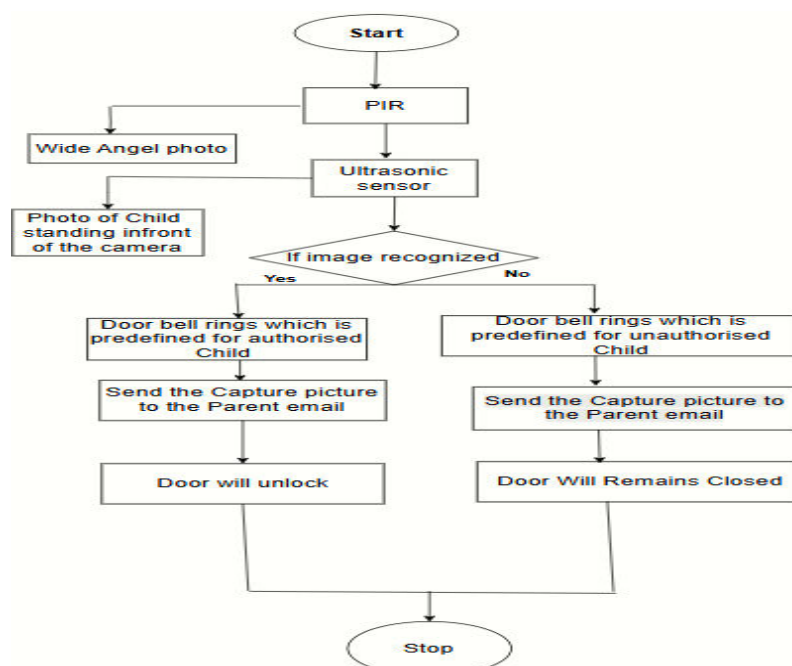 Start
PIR
Wide Angel photo
Ultrasonic
sensor
Photo of Child
standing infront
of the camera
If image recognized
Yes
No
Door bell rings which is
predefined for authorised
Child
Door bell rings which is
predefined for unauthorised
Child
Send the Capture picture
to the Parent email
Send the Capture picture to
the Parent email
Door will unlock
Door Will Remains Closed
Stop